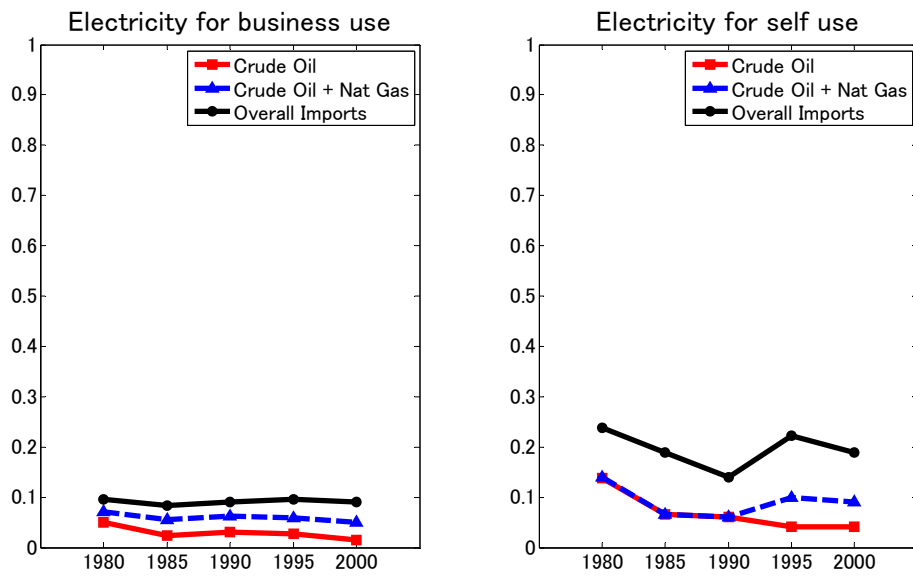 Electricity for business use
1
0.9
0.8
0.7
0.6
0.5
0.4
0.3
0.2
0.1
0
1980 1985 1990 1995 2000
Crude Oil
Crude Oil + Nat Gas
Overall Imports
Electricity for self use
1
0.9
0.8
0.7
0.6
0.5
0.4
0.3
0.2
0.1
0
1980 1985 1990 1995 2000
Crude Oil
Crude Oil + Nat Gas
Overall Imports